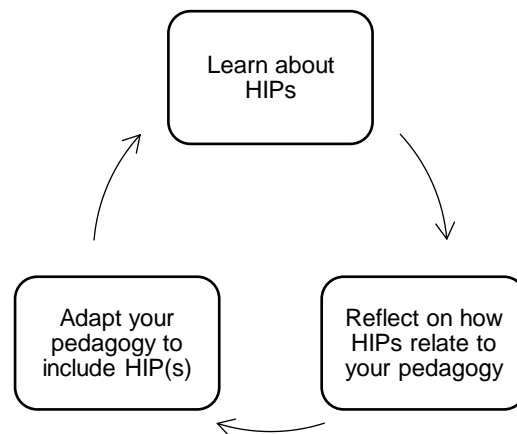 Learn about
HIPs
Adapt your
pedagogy to
include HIP(s)
Reflect on how
HIPs relate to
your pedagogy